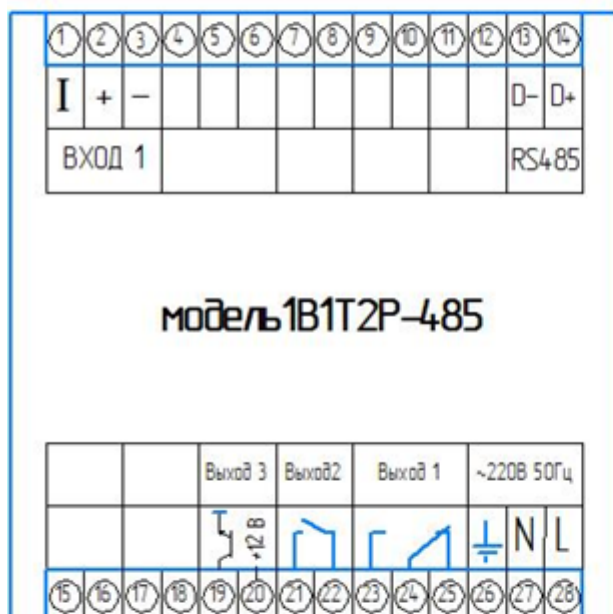 1 2 3 4 5 6 7 8 9 10 11 12 13 14
I + − D- D+
ВХОД 1 RS485
модель1В1Т2Р-485
Выход 3 Выход2 Выход 1 ~220В 50Гц
+12 В N L
15 16 17 18 19 20 21 22 23 24 25 26 27 28